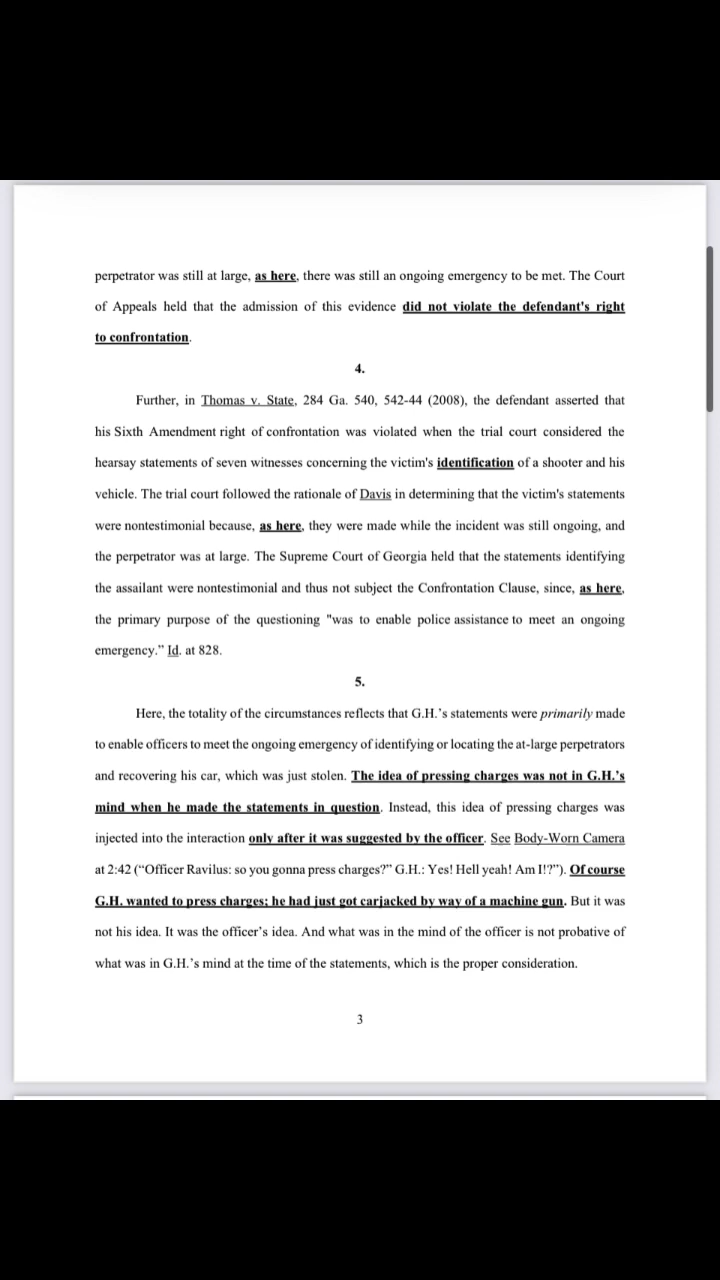 perpetrator was still at large, as here, there was still an ongoing emergency to be met. The Court
of Appeals held that the admission of this evidence did not violate the defendant's right
to confrontation.
4.
Further, in Thomas v. State, 284 Ga. 540, 542-44 (2008), the defendant asserted that
his Sixth Amendment right of confrontation was violated when the trial court considered the
hearsay statements of seven witnesses concerning the victim's identification of a shooter and his
vehicle. The trial court followed the rationale of Davis in determining that the victim's statements
were nontestimonial because, as here, they were made while the incident was still ongoing, and
the perpetrator was at large. The Supreme Court of Georgia held that the statements identifying
the assailant were nontestimonial and thus not subject the Confrontation Clause, since, as here,
the primary purpose of the questioning "was to enable police assistance to meet an ongoing
emergency.” Id. at 828.
5.
Here, the totality of the circumstances reflects that G.H.’s statements were primarily made
to enable officers to meet the ongoing emergency of identifying or locating the at-large perpetrators
and recovering his car, which was just stolen. The idea of pressing charges was not in G.H.’s
mind when he made the statements in question. Instead, this idea of pressing charges was
injected into the interaction only after it was suggested by the officer. See Body-Worn Camera
at 2:42 (“Officer Ravilus: so you gonna press charges?” G.H.: Yes! Hell yeah! Am I!?”). Of course
G.H. wanted to press charges; he had just got carjacked by way of a machine gun. But it was
not his idea. It was the officer’s idea. And what was in the mind of the officer is not probative of
what was in G.H.’s mind at the time of the statements, which is the proper consideration.
3